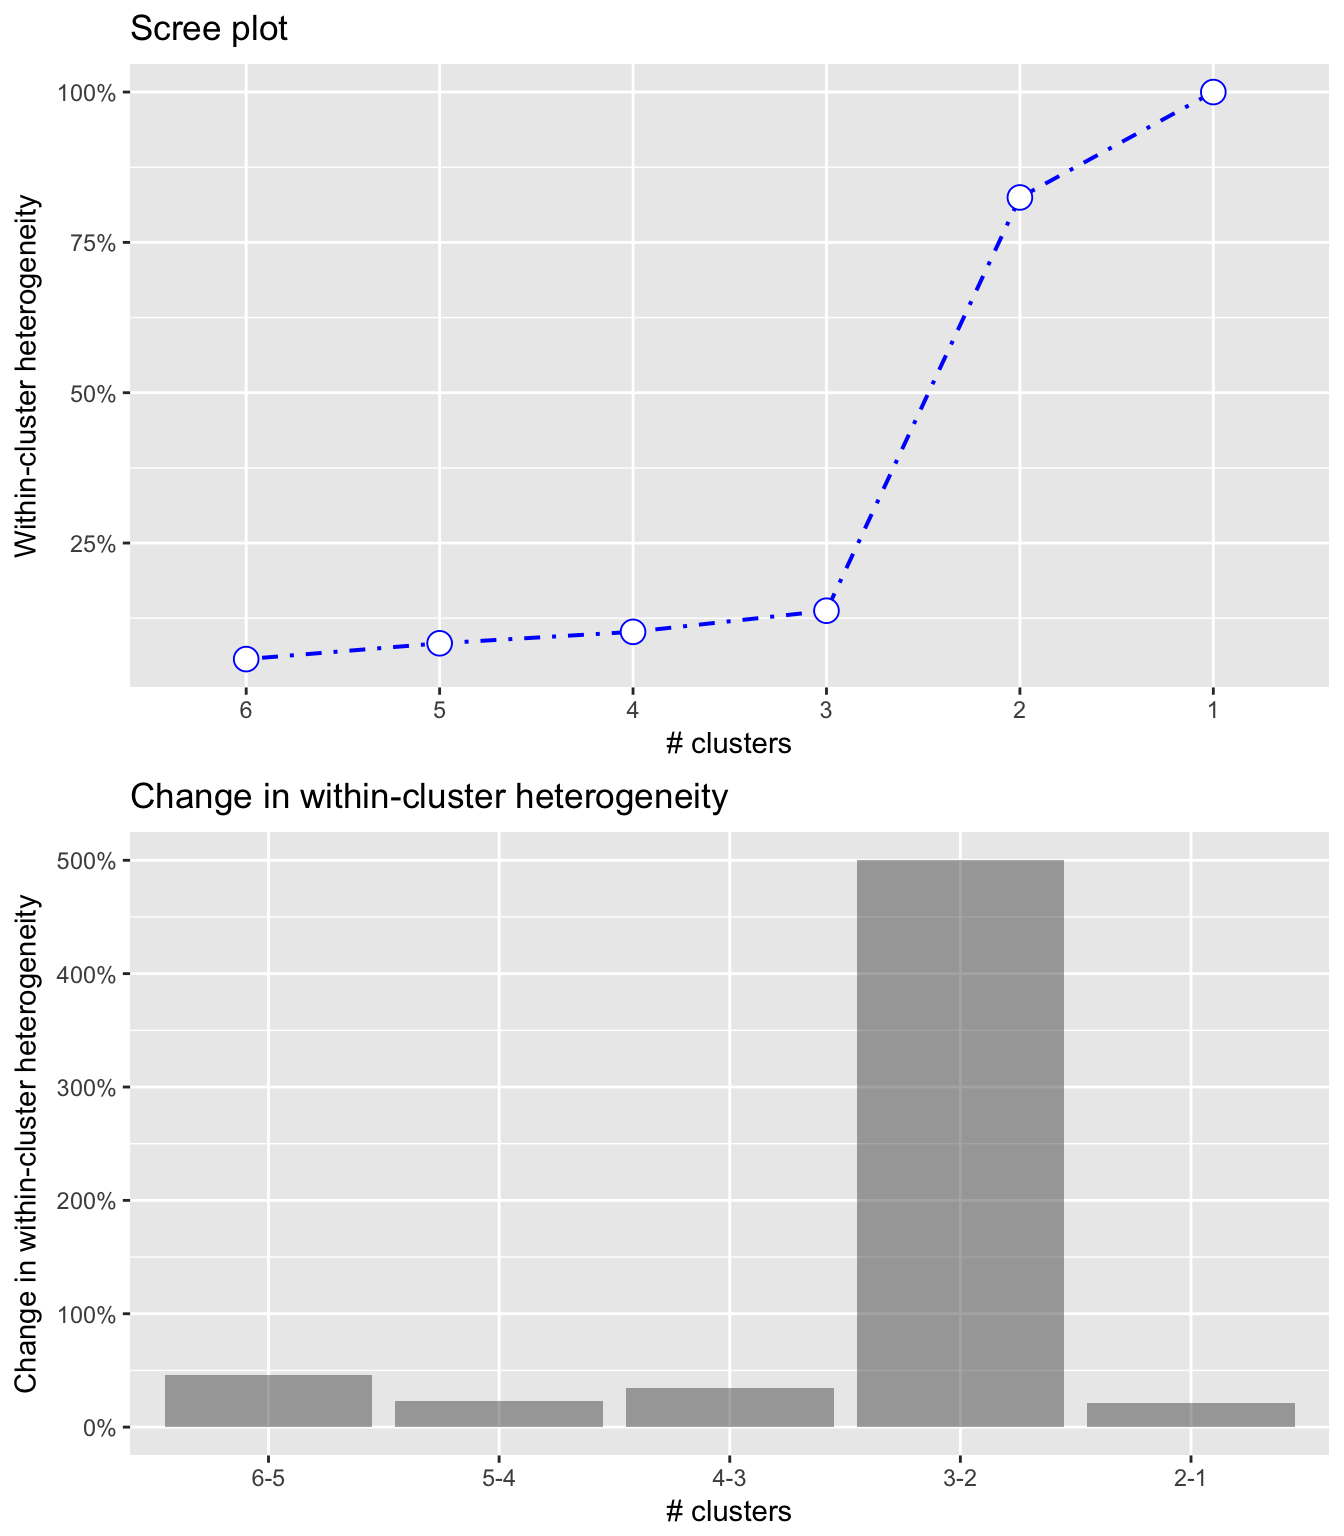 Scree plot
100%
75%
50%
25%
Within-cluster heterogeneity
6 5 4 3 2 1
# clusters
Change in within-cluster heterogeneity
500%
400%
300%
200%
100%
0%
Change in within-cluster heterogeneity
6-5 5-4 4-3 3-2 2-1
# clusters